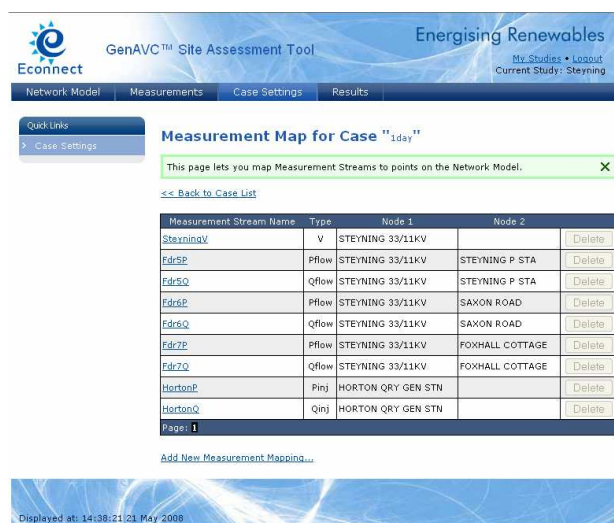 Energising Renewables
GenAVC™ Site Assessment Tool
Econnect
My Studies • Logout
Current Study: Steyning
Network Model Measurements Case Settings Results
Quick Links
> Case Settings
Measurement Map for Case "1day"
This page lets you map Measurement Streams to points on the Network Model. X
<< Back to Case List
Measurement Stream Name Type Node 1 Node 2
SteyningV V STEYNING 33/11KV Delete
Fdr5P Pflow STEYNING 33/11KV STEYNING P STA Delete
Fdr5Q Qflow STEYNING 33/11KV STEYNING P STA Delete
Fdr6P Pflow STEYNING 33/11KV SAXON ROAD Delete
Fdr6Q Qflow STEYNING 33/11KV SAXON ROAD Delete
Fdr7P Pflow STEYNING 33/11KV FOXHALL COTTAGE Delete
Fdr7Q Qflow STEYNING 33/11KV FOXHALL COTTAGE Delete
HortonP Pinj HORTON QRY GEN STN Delete
HortonQ Qinj HORTON QRY GEN STN Delete
Page: 1
Add New Measurement Mapping...
Displayed at: 14:38:21 21 May 2008